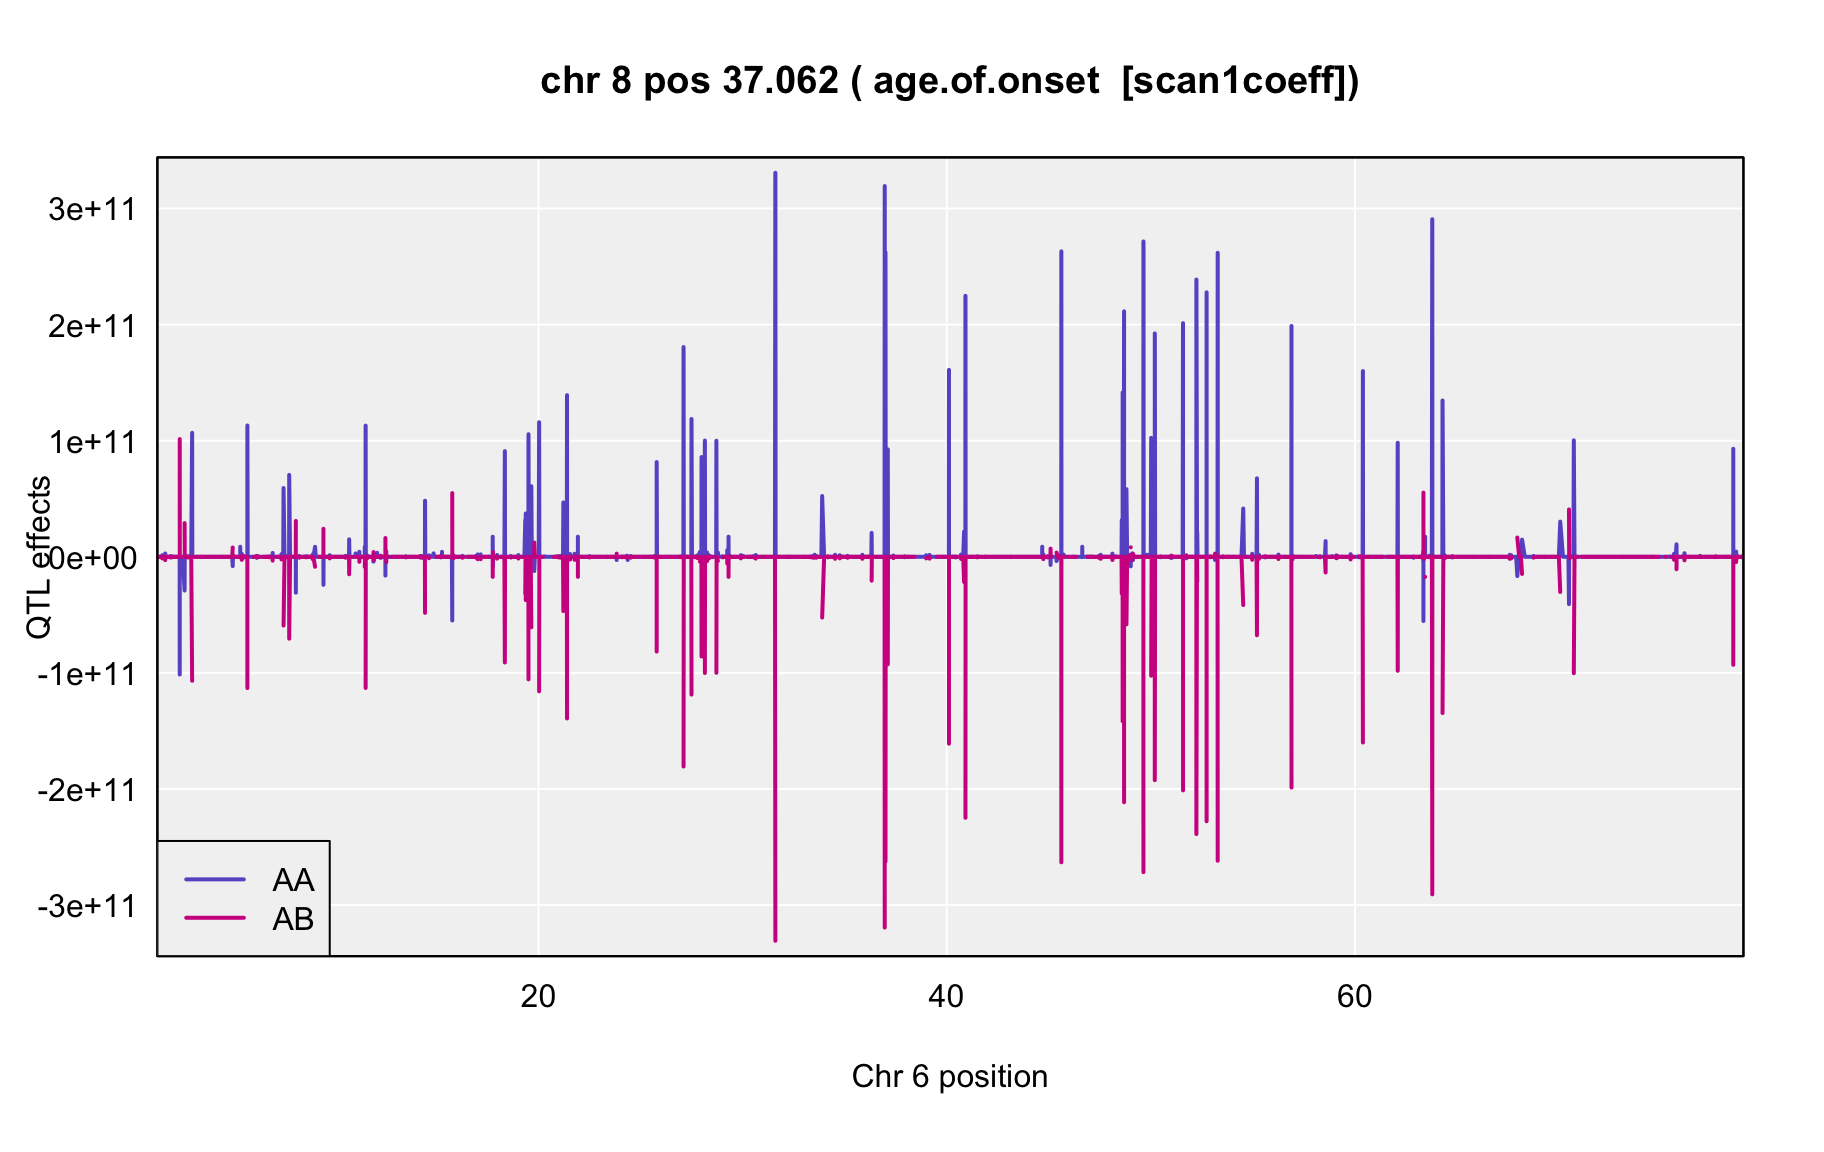 chr 8 pos 37.062 ( age.of.onset  [scan1coeff])
QTL effects
3e+11
2e+11
1e+11
0e+00
-1e+11
-2e+11
-3e+11
AA
AB
20 40 60
Chr 6 position